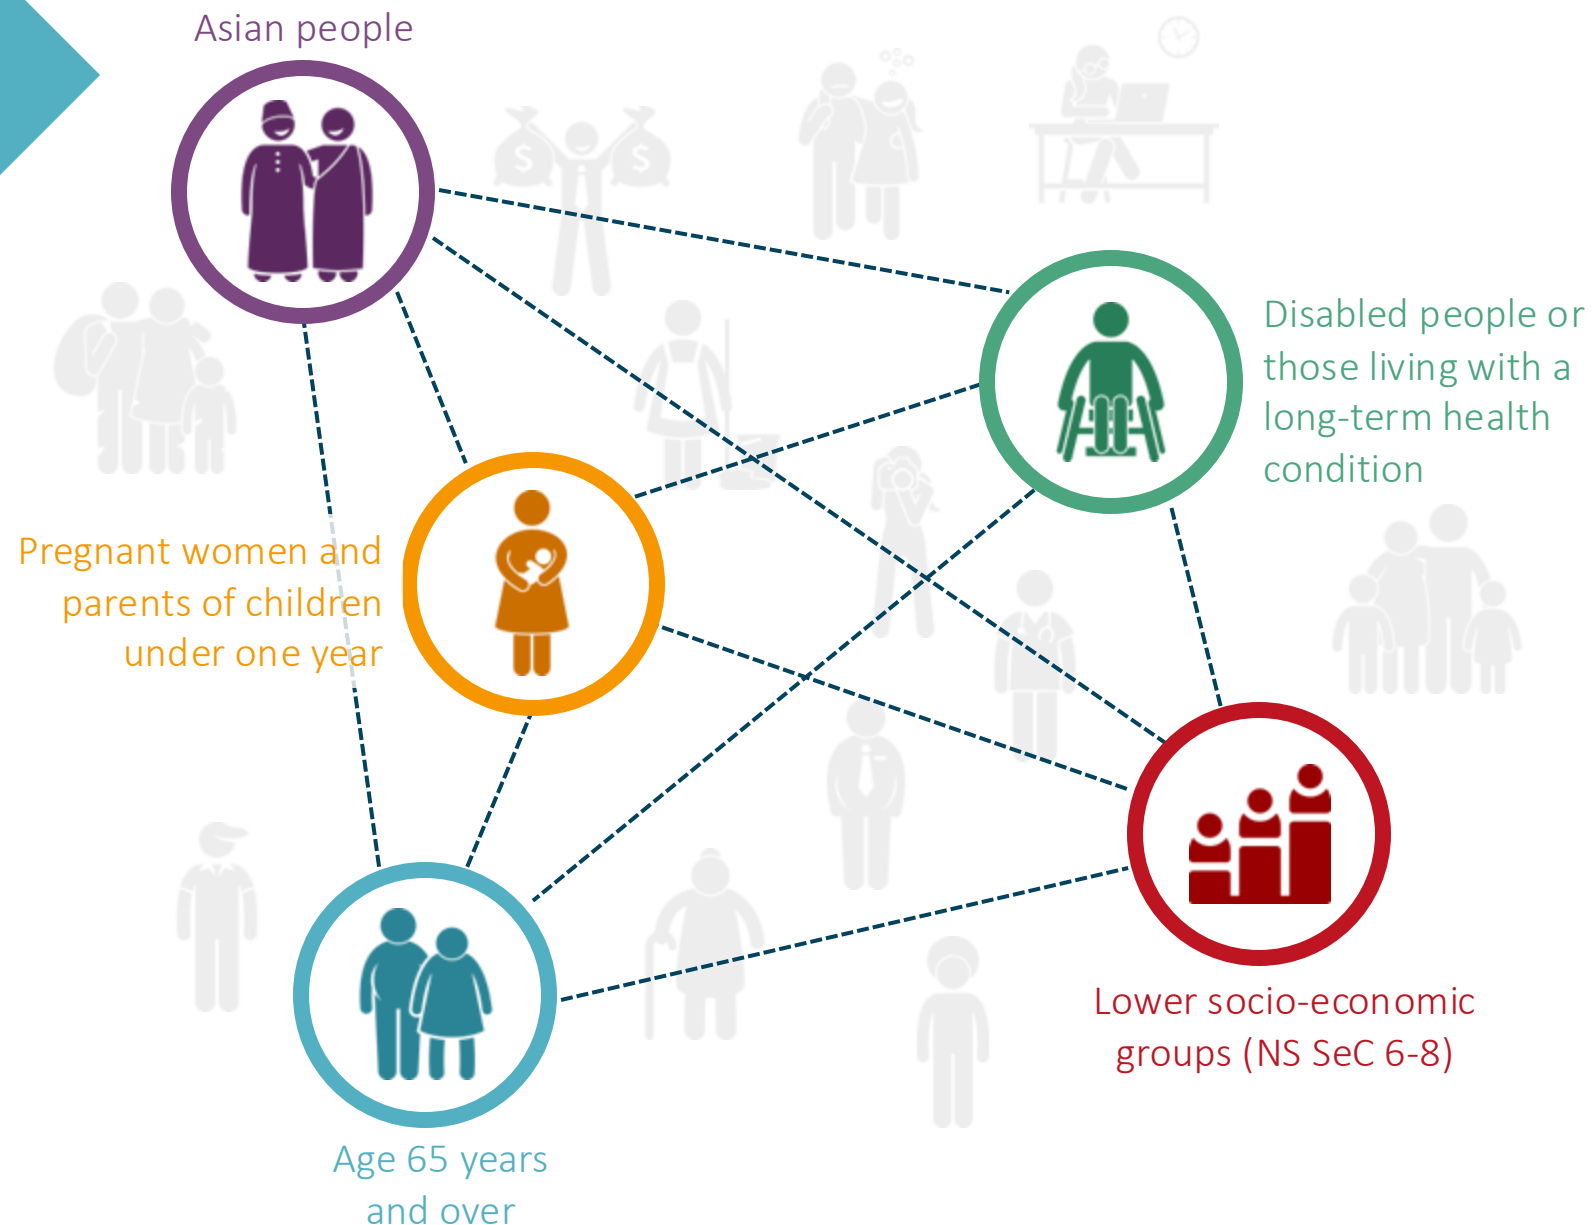 Asian people
Disabled people or
those living with a
long-term health
condition
Pregnant women and
parents of children
under one year
Lower socio-economic
groups (NS SeC 6-8)
Age 65 years
and over
$
$